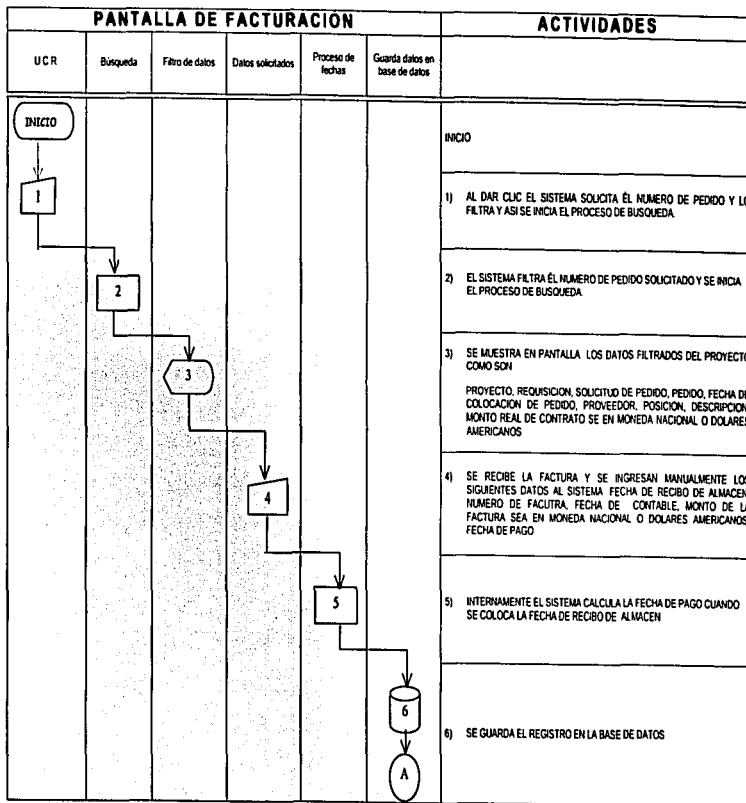 PANTALLA DE FACTURACION
ACTIVIDADES
UCR
Búsqueda
Filtro de datos
Datos solicitados
Proceso de
fechas
Guarda datos en
base de datos
INICIO
INICIO
1
1) AL DAR CLIC EL SISTEMA SOLICITA ÉL NUMERO DE PEDIDO Y LO
FILTRA Y ASI SE INICIA EL PROCESO DE BUSQUEDA.
2
2) EL SISTEMA FILTRA ÉL NUMERO DE PEDIDO SOLICITADO Y SE INICIA
EL PROCESO DE BUSQUEDA.
3
3) SE MUESTRA EN PANTALLA LOS DATOS FILTRADOS DEL PROYECTO
COMO SON
PROYECTO, REQUISICION, SOLICITUD DE PEDIDO, PEDIDO, FECHA DE
COLOCACION DE PEDIDO, PROVEEDOR, POSICION, DESCRIPCION,
MONTO REAL DE CONTRATO SE EN MONEDA NACIONAL O DOLARES
AMERICANOS
4
4) SE RECIBE LA FACTURA Y SE INGRESAN MANUALMENTE LOS
SIGUIENTES DATOS AL SISTEMA FECHA DE RECIBO DE ALMACEN,
NUMERO DE FACUTRA, FECHA DE CONTABLE, MONTO DE LA
FACTURA SEA EN MONEDA NACIONAL O DOLARES AMERICANOS,
FECHA DE PAGO
5
5) INTERNAMENTE EL SISTEMA CALCULA LA FECHA DE PAGO CUANDO
SE COLOCA LA FECHA DE RECIBO DE ALMACEN
6
6) SE GUARDA EL REGISTRO EN LA BASE DE DATOS
A